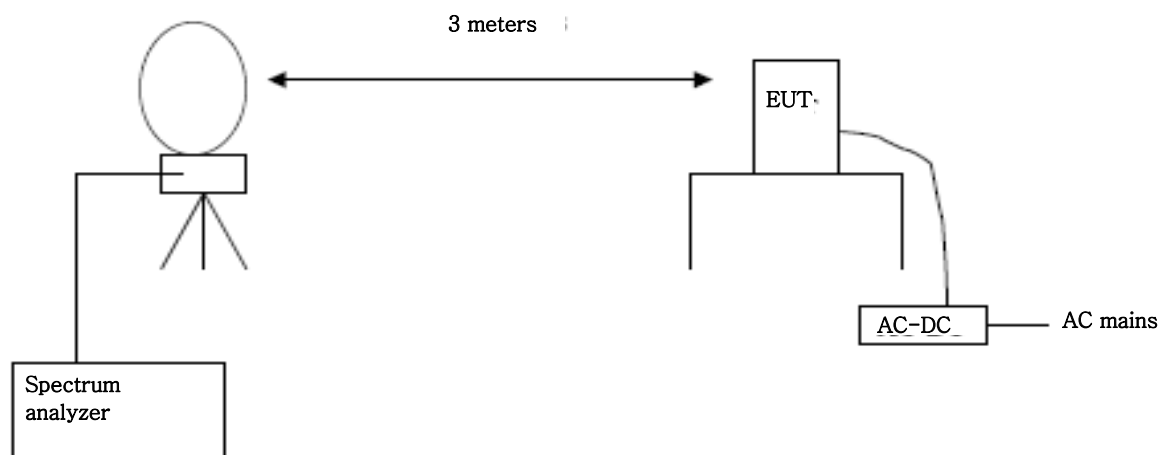 3 meters
EUT
AC-DC
AC mains
Spectrum
analyzer